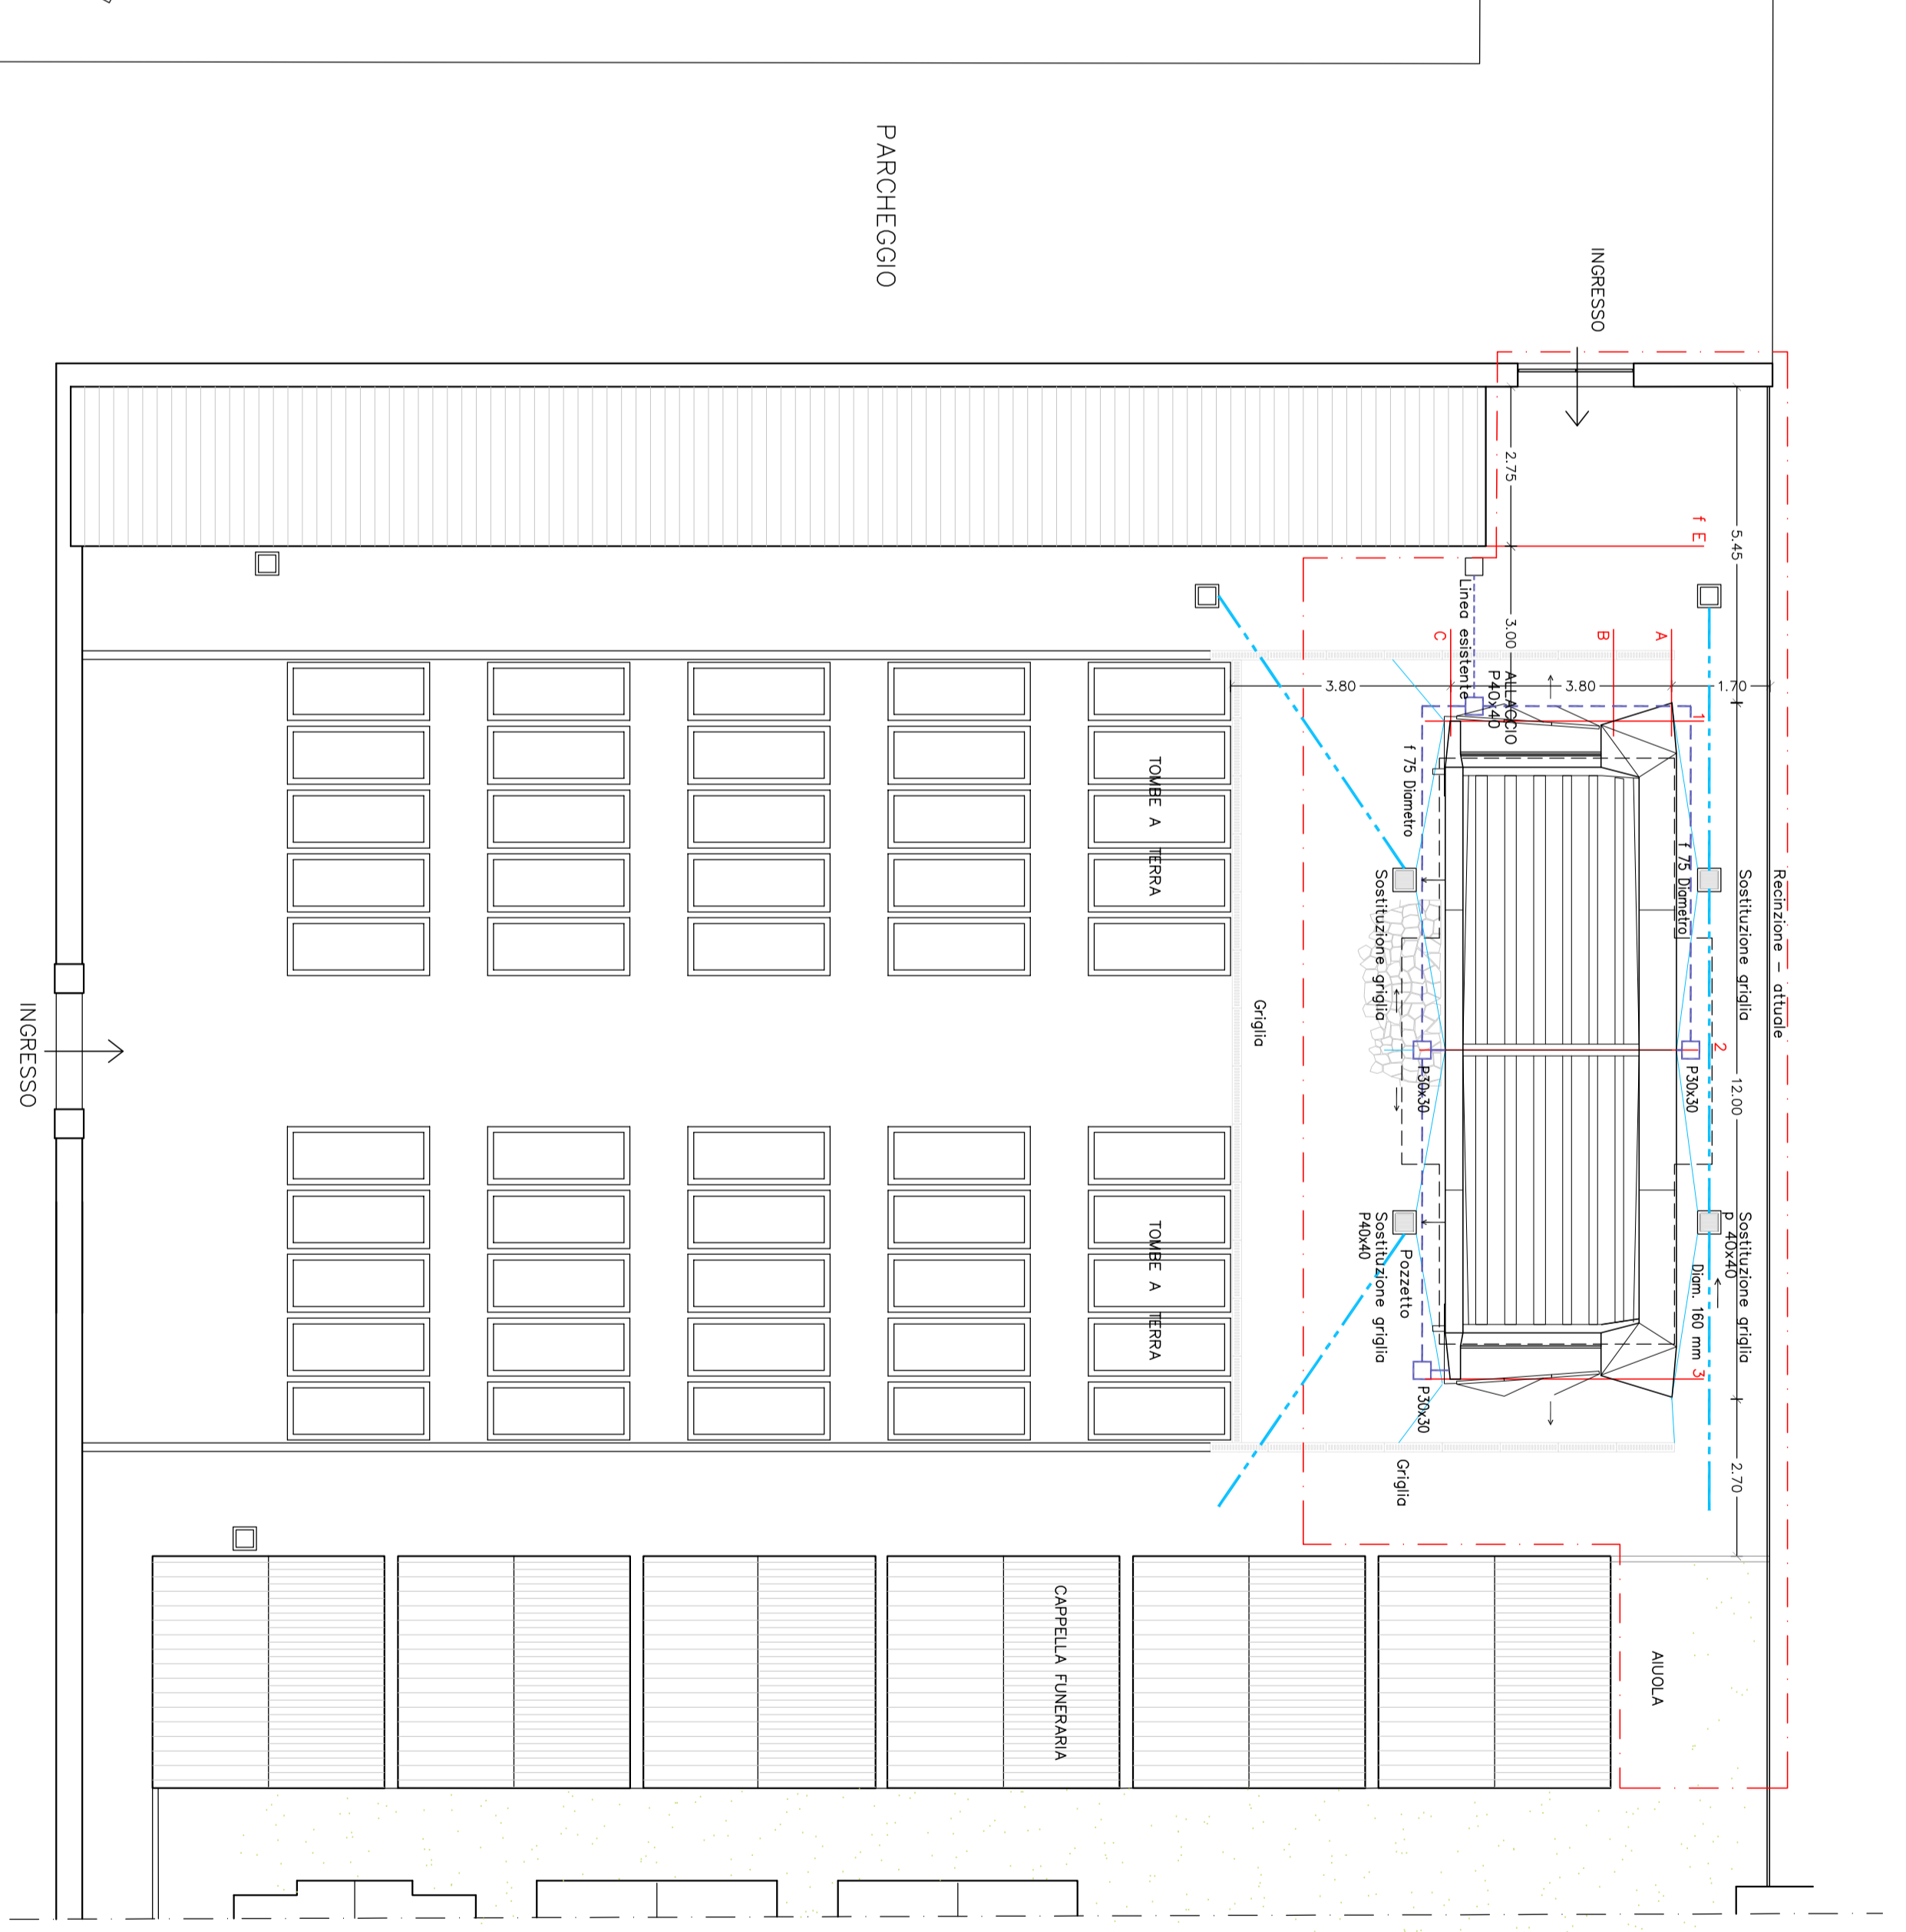 PARCHEGGIO
INGRESSO
2.75
5.45
f E
Linea esistente
3.00
C
B
A
3.80
3.80
1.70
ALLACCIO
P40x40
1
f 75 Diametro
f 75 Diametro
Recinzione – attuale
Sostituzione griglia
Sostituzione griglia
TOMBE A TERRA
Griglia
INGRESSO
2
P30x30
P30x30
12.00
Sostituzione griglia
P 40x40
Sostituzione griglia
P40x40
Pozzetto
Diam. 160 mm
TOMBE A TERRA
3
P30x30
Griglia
2.70
CAPPELLA FUNERARIA
AIUOLA